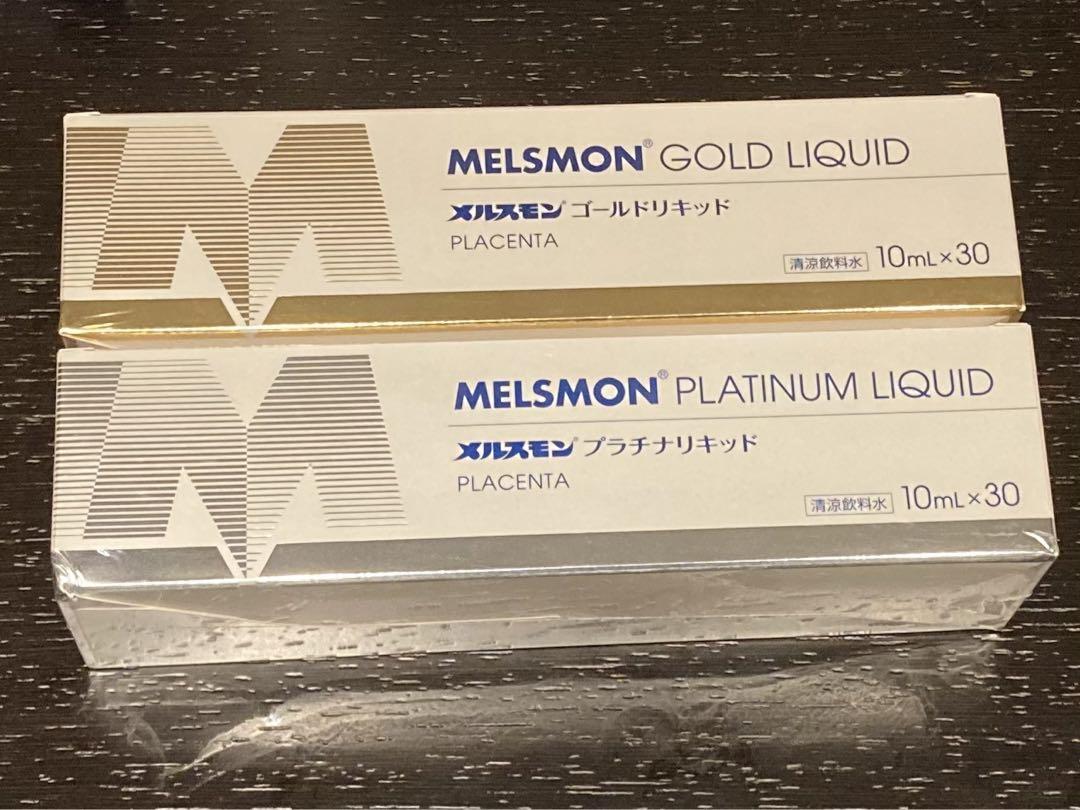 MELSMON® GOLD LIQUID
メルスモン® ゴールドリキッド
PLACENTA
清涼飲料水 10mL×30
MELSMON® PLATINUM LIQUID
メルスモン® プラチナリキッド
PLACENTA
清涼飲料水 10mL×30